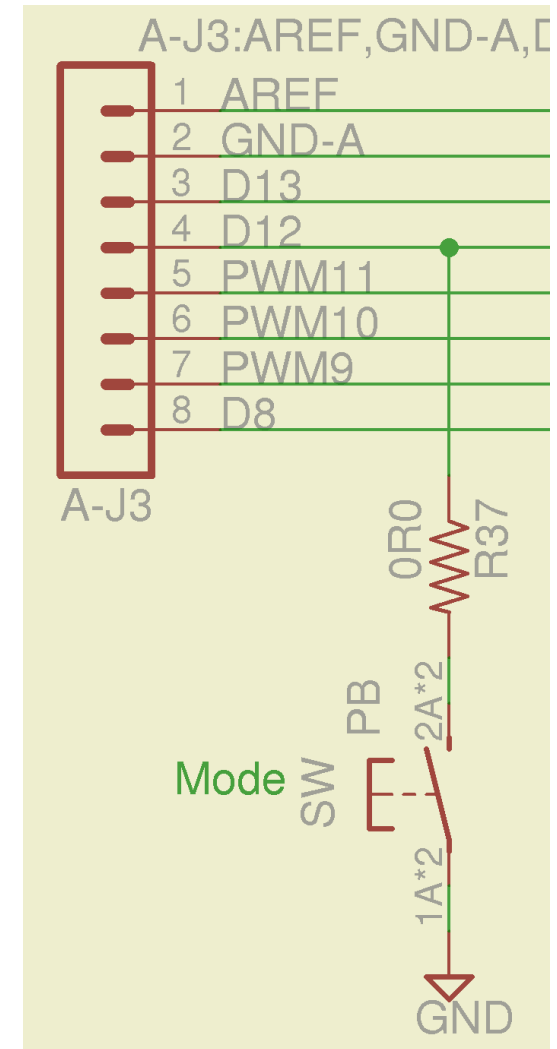 A-J3:AREF,GND-A,D
1 AREF
2 GND-A
3 D13
4 D12
5 PWM11
6 PWM10
7 PWM9
8 D8
A-J3
0R0
R37
2A*2
PB
Mode
SW
1A*2
GND